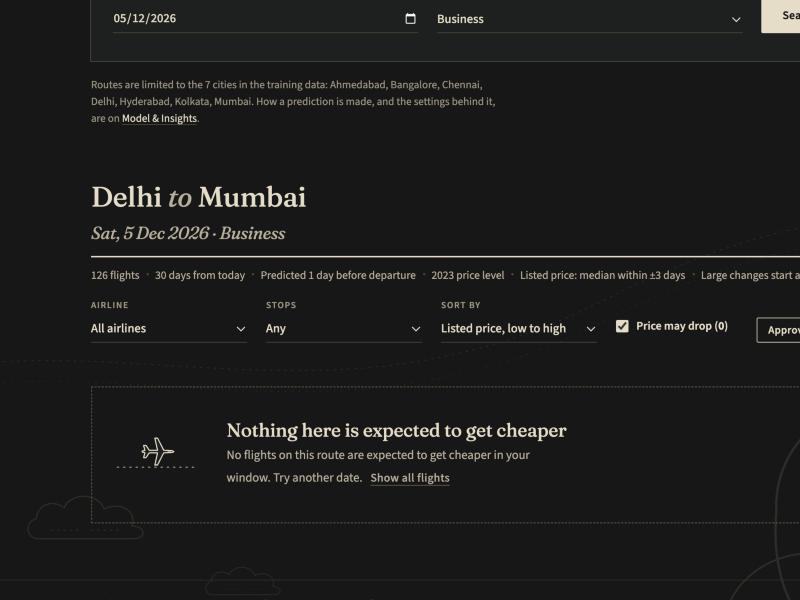 05/12/2026 Business Sea
Routes are limited to the 7 cities in the training data: Ahmedabad, Bangalore, Chennai,
Delhi, Hyderabad, Kolkata, Mumbai. How a prediction is made, and the settings behind it,
are on Model & Insights.
Delhi to Mumbai
Sat, 5 Dec 2026 · Business
126 flights · 30 days from today · Predicted 1 day before departure · 2023 price level · Listed price: median within ±3 days · Large changes start a
AIRLINE STOPS SORT BY
All airlines Any Listed price, low to high Price may drop (0) Approv
Nothing here is expected to get cheaper
No flights on this route are expected to get cheaper in your
window. Try another date. Show all flights